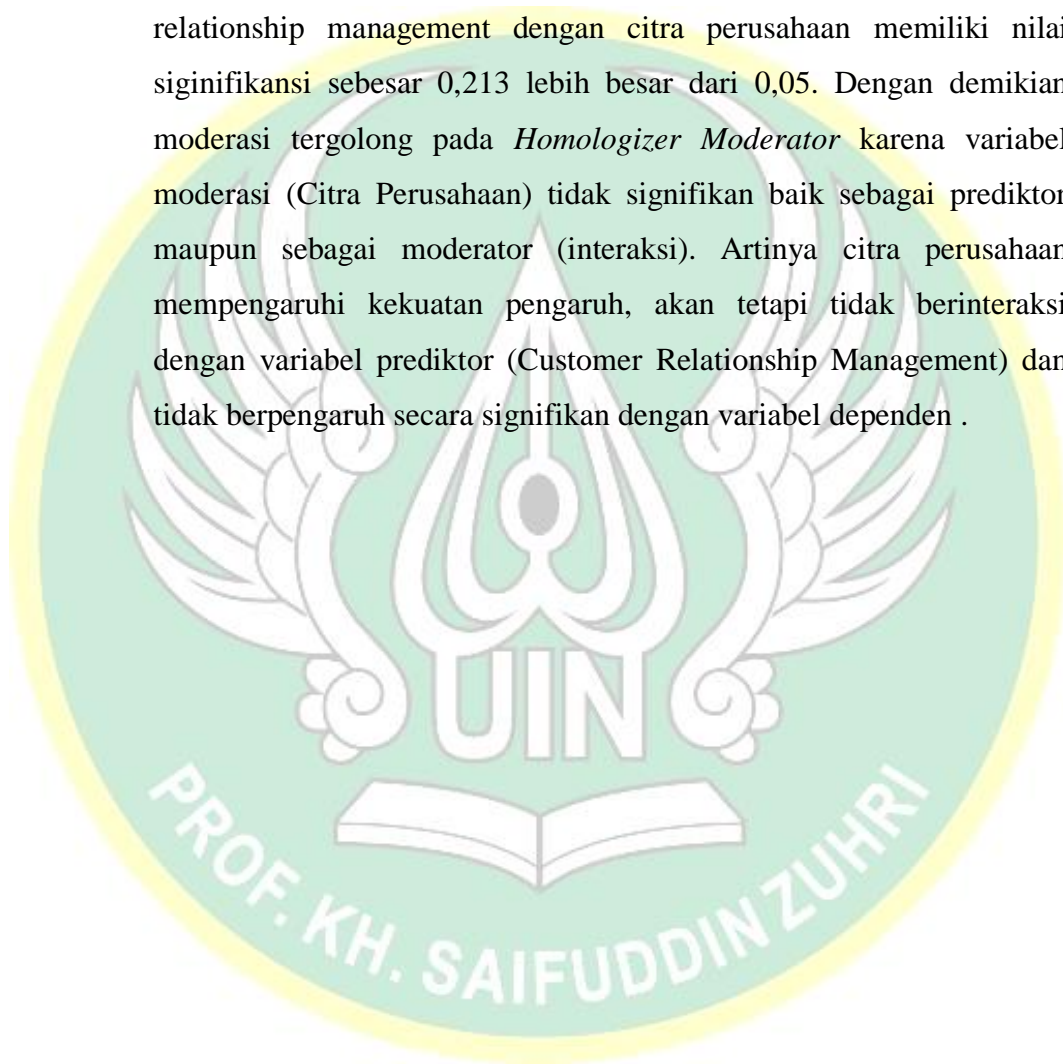 relationship management dengan citra perusahaan memiliki nilai
siginifikansi sebesar 0,213 lebih besar dari 0,05. Dengan demikian
moderasi tergolong pada Homologizer Moderator karena variabel
moderasi (Citra Perusahaan) tidak signifikan baik sebagai prediktor
maupun sebagai moderator (interaksi). Artinya citra perusahaan
mempengaruhi kekuatan pengaruh, akan tetapi tidak berinteraksi
dengan variabel prediktor (Customer Relationship Management) dan
tidak berpengaruh secara signifikan dengan variabel dependen .
UIN
PROF. KH. SAIFUDDIN ZUHRI